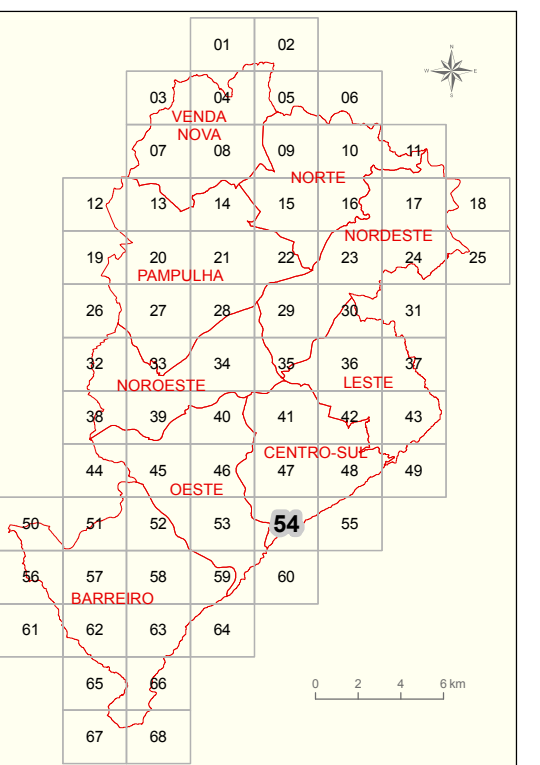 01 02
N
W E
S
03 04 05 06
VENDA
NOVA
07 08 09 10 11
NORTE
12 13 14 15 16 17 18
NORDESTE
19 20 21 22 23 24 25
PAMPULHA
26 27 28 29 30 31
32 33 34 35 36 37
NOROESTE LESTE
38 39 40 41 42 43
CENTRO-SUL
44 45 46 47 48 49
OESTE
50 51 52 53 54 55
56 57 58 59 60
BARREIRO
61 62 63 64
65 66
0 2 4 6 km
67 68